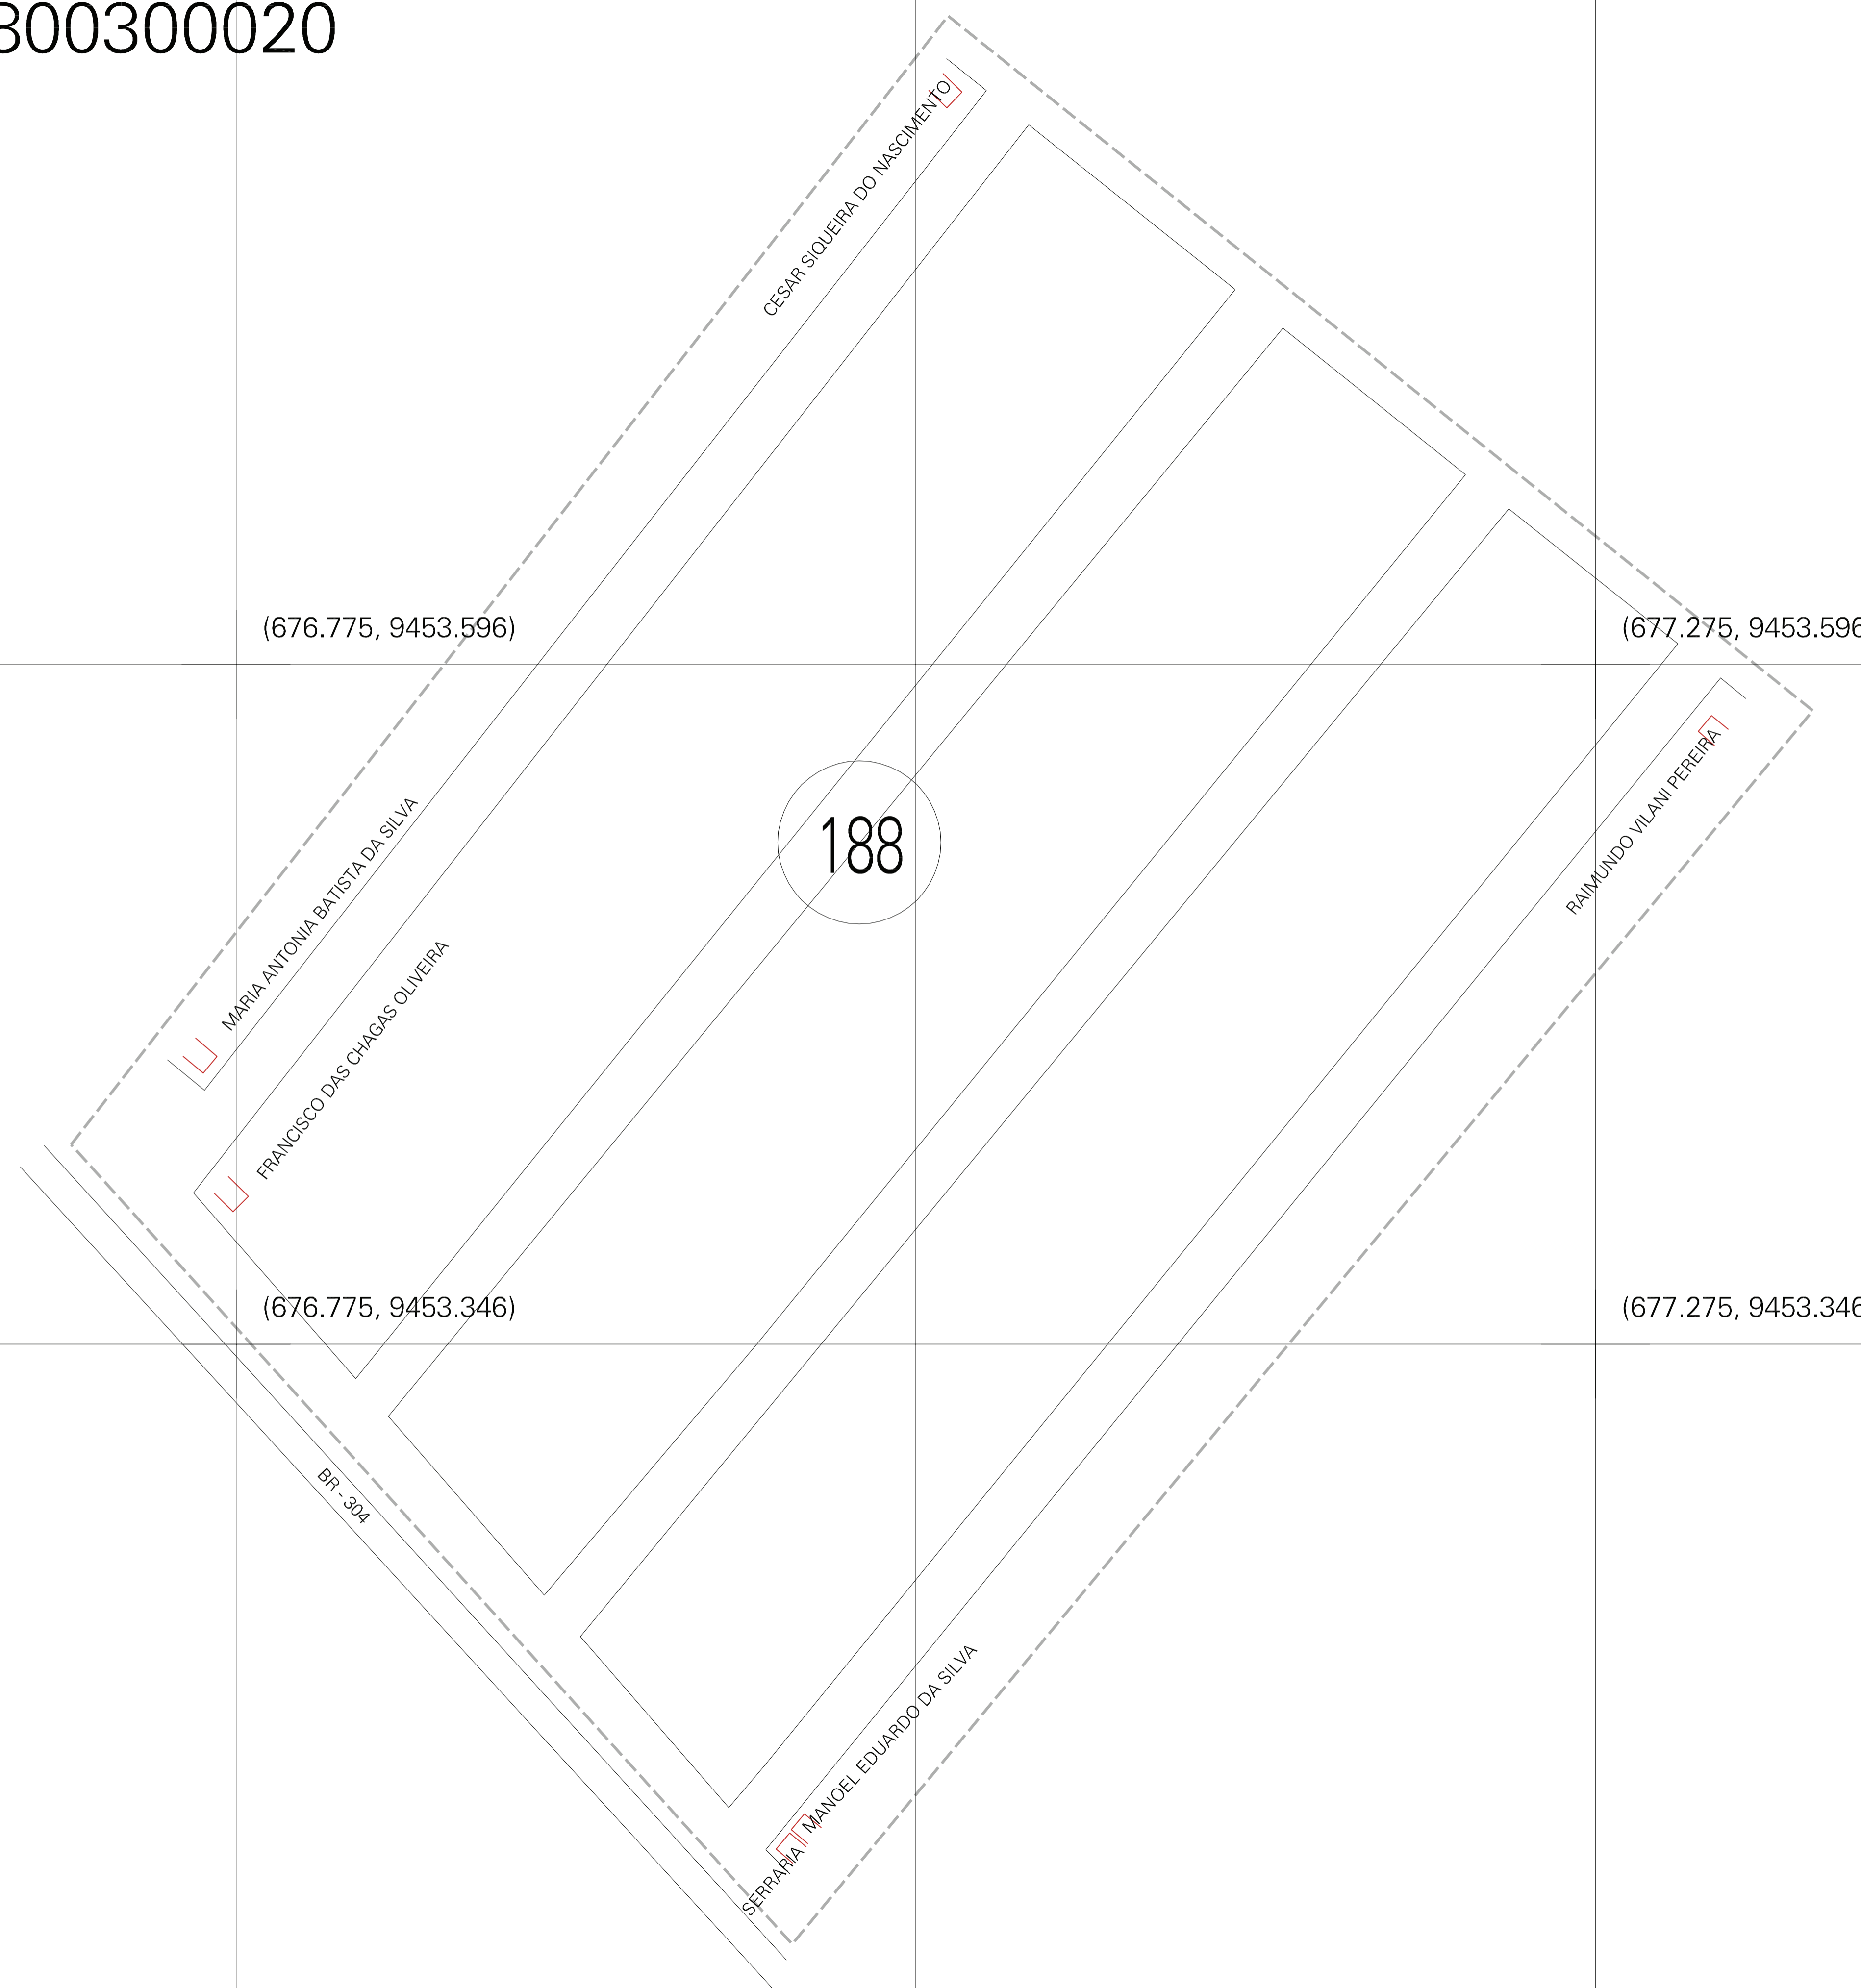 800300020
CESAR SIQUEIRA DO NASCIMENTO
(676.775, 9453.596)
(677.275, 9453.596
RAIMUNDO VILANI PEREIRA
MARIA ANTONIA BATISTA DA SILVA
188
FRANCISCO DAS CHAGAS OLIVEIRA
(676.775, 9453.346)
(677.275, 9453.346
BR - 304
MANOEL EDUARDO DA SILVA
SERRARIA